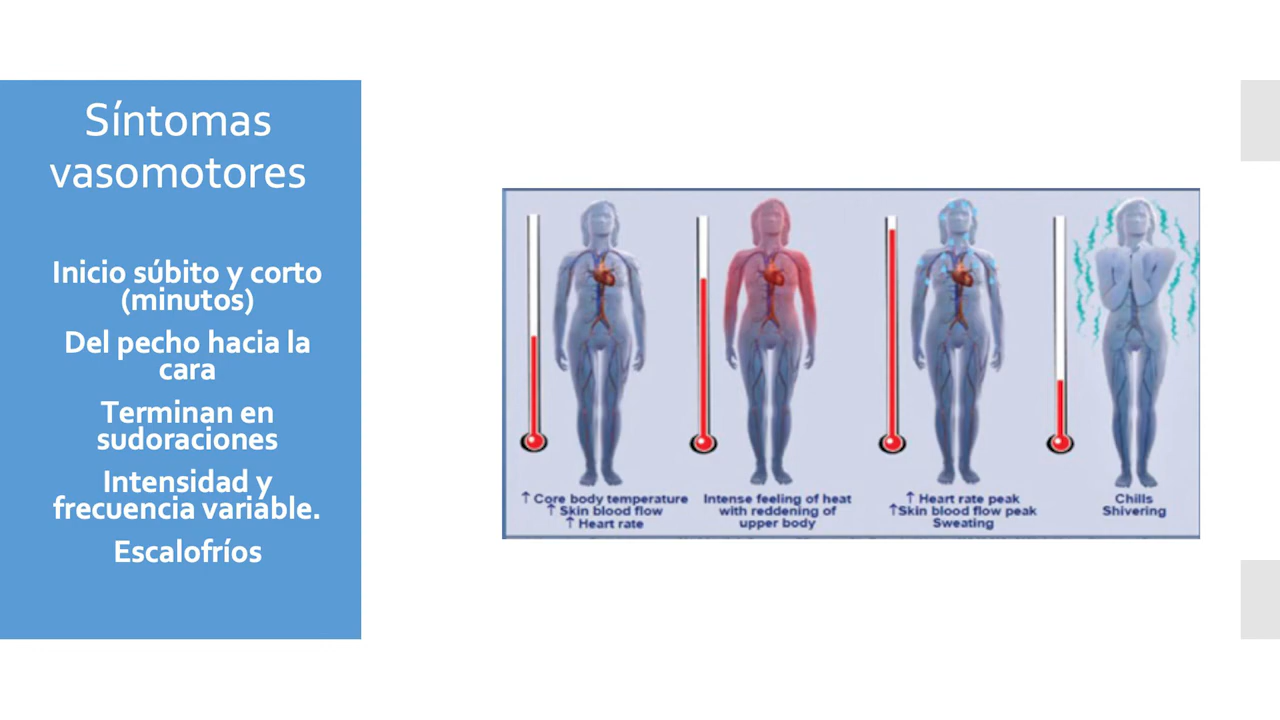 Síntomas
vasomotores
Inicio súbito y corto
(minutos)
Del pecho hacia la
cara
Terminan en
sudoraciones
Intensidad y
frecuencia variable.
Escalofríos
↑ Core body temperature
↑ Skin blood flow
↑ Heart rate
Intense feeling of heat
with reddening of
upper body
↑ Heart rate peak
↑Skin blood flow peak
Sweating
Chills
Shivering